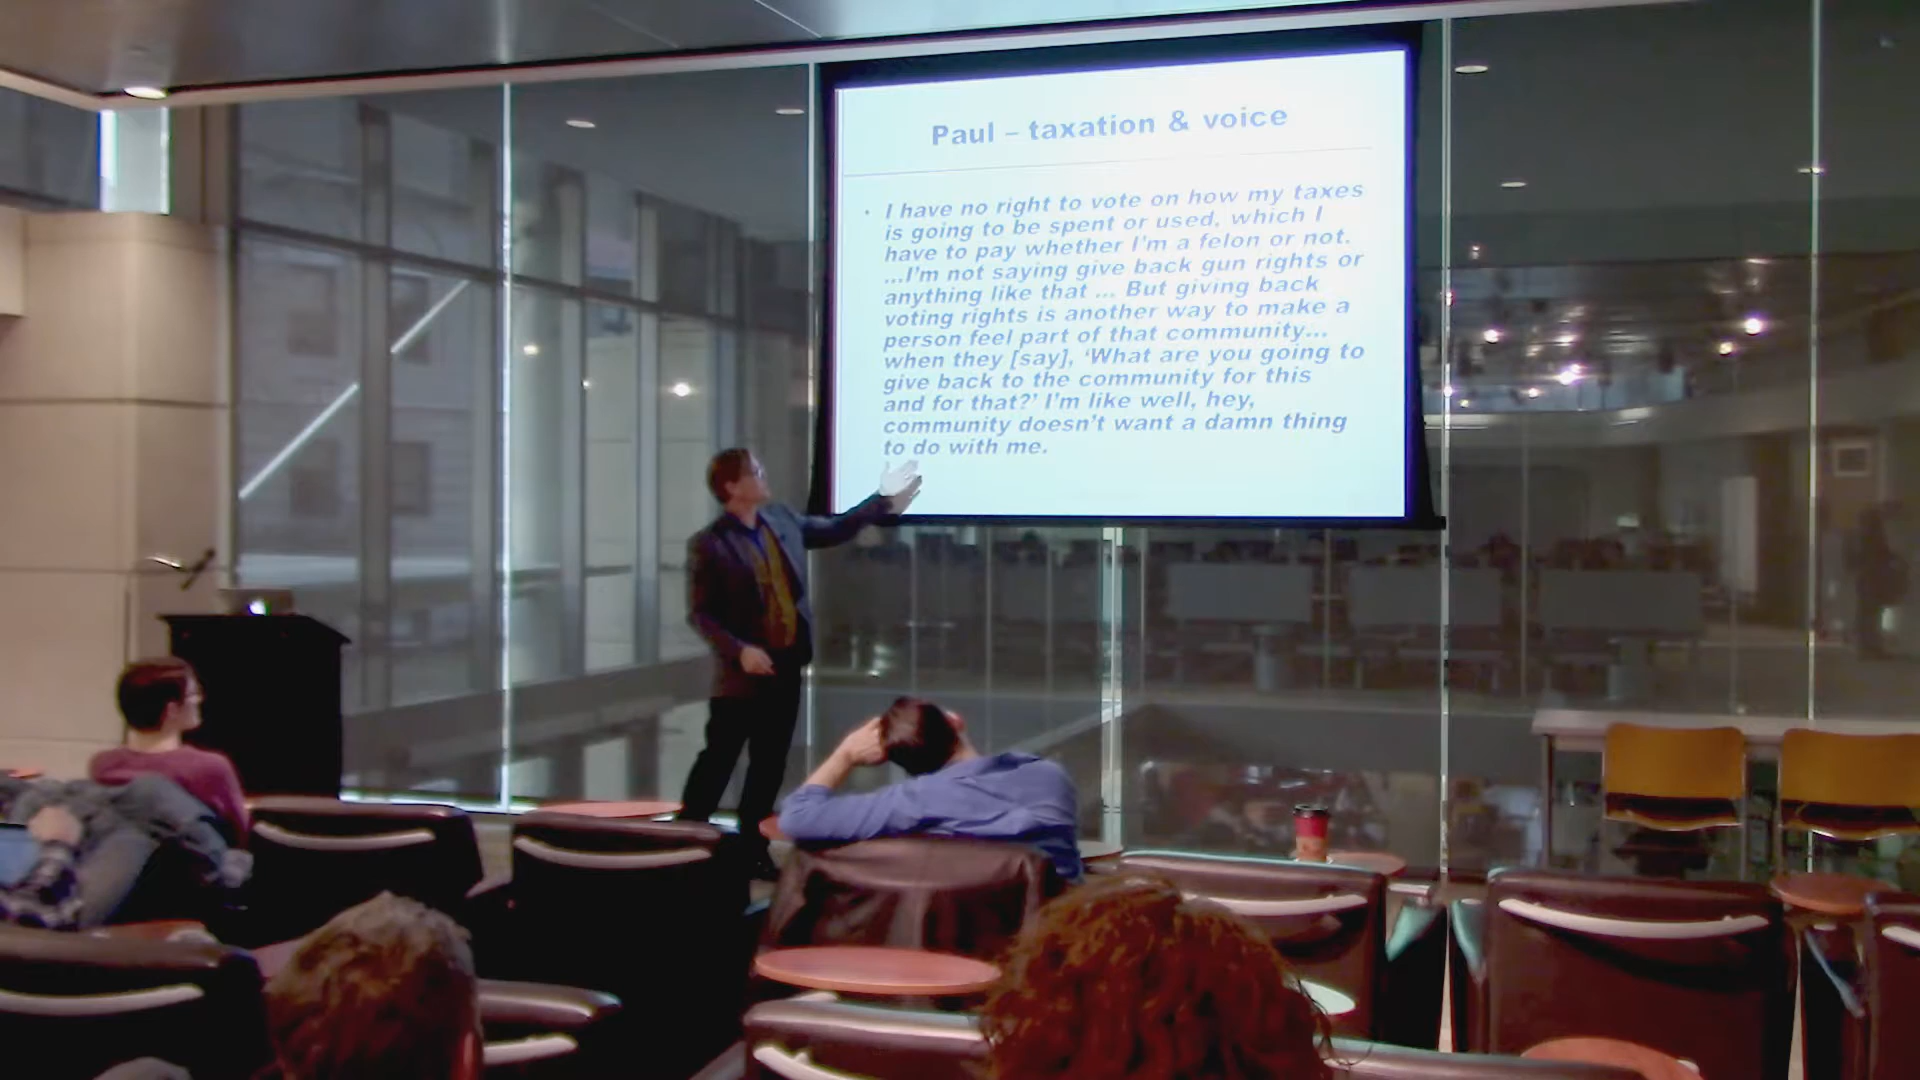 Paul – taxation & voice
• I have no right to vote on how my taxes
is going to be spent or used, which I
have to pay whether I'm a felon or not.
...I'm not saying give back gun rights or
anything like that ... But giving back
voting rights is another way to make a
person feel part of that community...
when they [say], ‘What are you going to
give back to the community for this
and for that?’ I'm like well, hey,
community doesn't want a damn thing
to do with me.